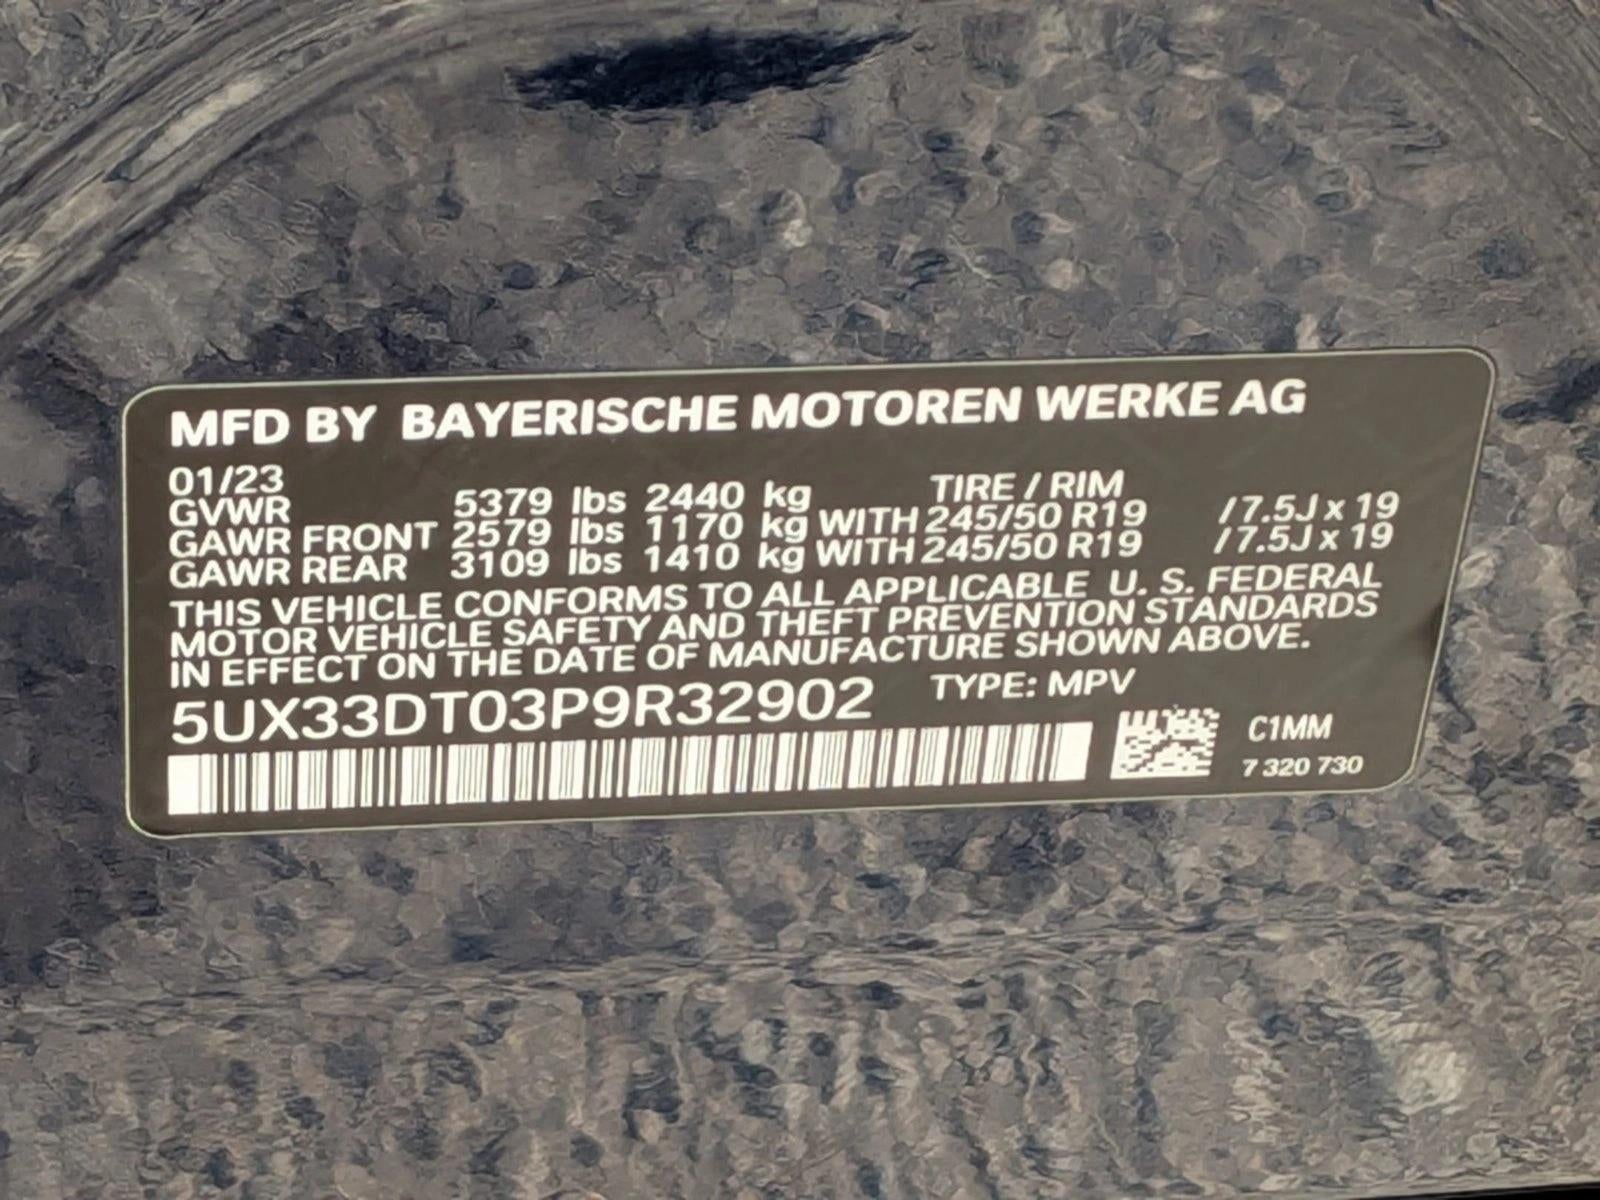 MFD BY BAYERISCHE MOTOREN WERKE AG
01/23 TIRE / RIM
GVWR 5379 lbs 2440 kg
GAWR FRONT 2579 lbs 1170 kg WITH 245/50 R19 /7.5J x 19
GAWR REAR 3109 lbs 1410 kg WITH 245/50 R19 /7.5J x 19
THIS VEHICLE CONFORMS TO ALL APPLICABLE U. S. FEDERAL
MOTOR VEHICLE SAFETY AND THEFT PREVENTION STANDARDS
IN EFFECT ON THE DATE OF MANUFACTURE SHOWN ABOVE.
5UX33DT03P9R32902 TYPE: MPV
C1MM
7 320 730